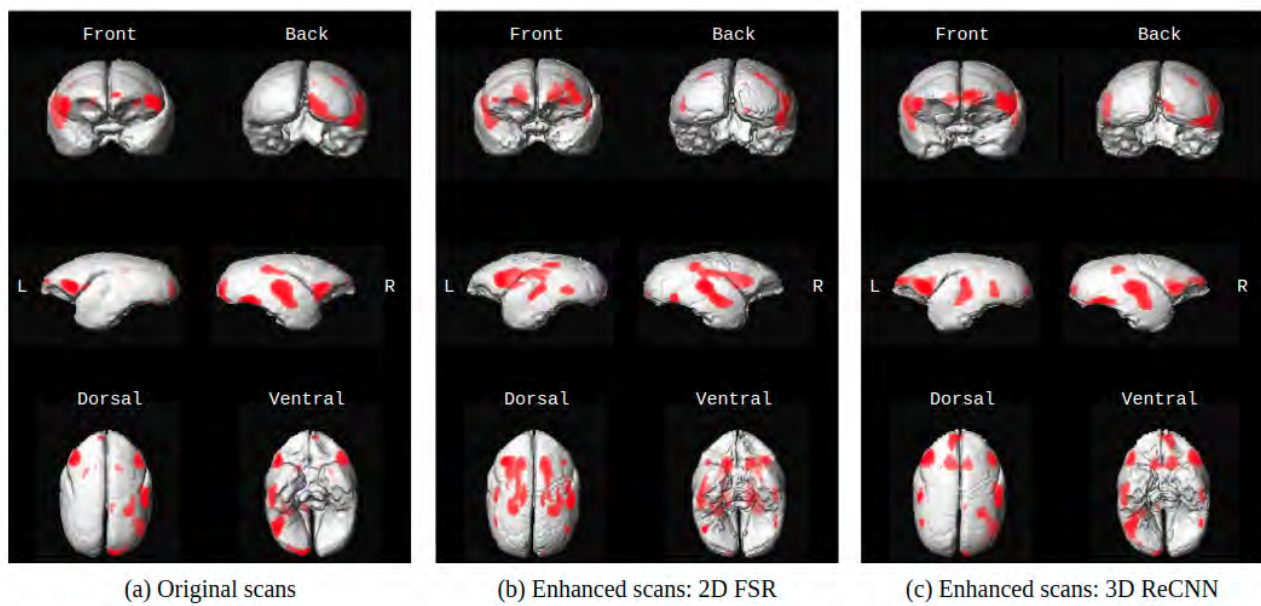 Front Back
L R
Dorsal Ventral
(a) Original scans
Front Back
L R
Dorsal Ventral
(b) Enhanced scans: 2D FSR
Front Back
L R
Dorsal Ventral
(c) Enhanced scans: 3D ReCNN